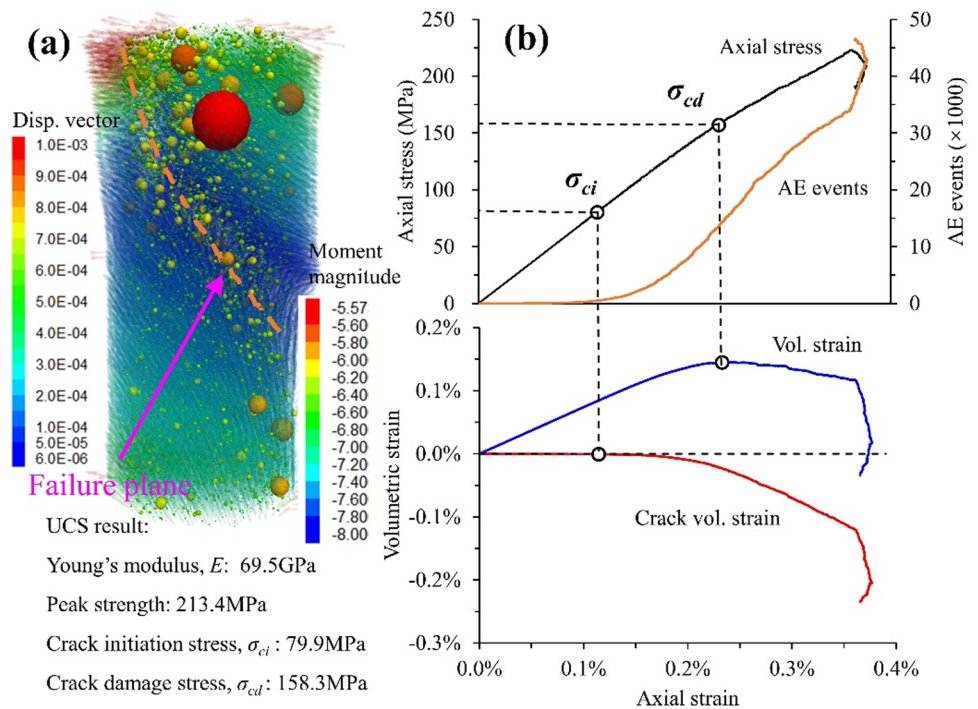 (a)
Disp. vector
1.0E-03
9.0E-04
8.0E-04
7.0E-04
6.0E-04
5.0E-04
4.0E-04
3.0E-04
2.0E-04
1.0E-04
5.0E-05
6.0E-06
Moment
magnitude
-5.57
-5.60
-6.00
-6.20
-6.40
-6.60
-6.80
-7.00
-7.20
-7.40
-7.60
-7.80
-8.00
Failure plane
UCS result:
Young's modulus, E: 69.5GPa
Peak strength: 213.4MPa
Crack initiation stress, σci : 79.9MPa
Crack damage stress, σcd : 158.3MPa
(b)
Axial stress (MPa)
250
200
150
100
50
0
Axial stress
σcd
σci
AE events
50
40
30
20
10
0
AE events (×1000)
Volumetric strain
0.2%
0.1%
0.0%
-0.1%
-0.2%
-0.3%
Vol. strain
Crack vol. strain
0.0%
0.1%
0.2%
0.3%
0.4%
Axial strain